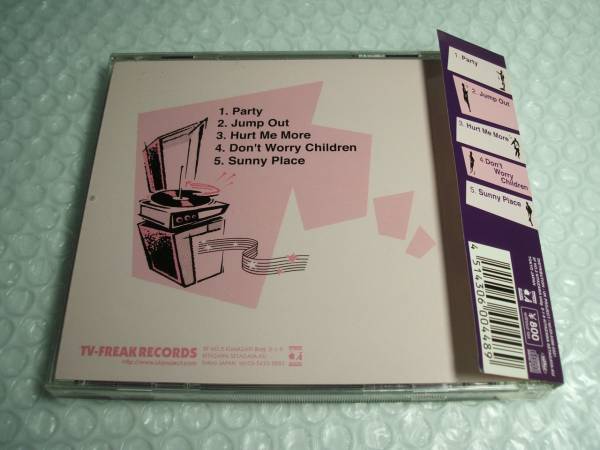 1. Party
2. Jump Out
3. Hurt Me More
4. Don't Worry Children
5. Sunny Place
TV-FREAK RECORDS
Tokyo JAPAN
1. Party
2. Jump Out
3. Hurt Me More
4. Don't
Worry
Children
5. Sunny Place
¥800
4 514306 004489